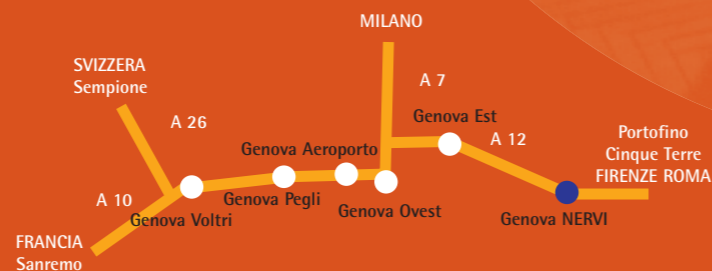 MILANO
SVIZZERA
Sempione
A 7
A 26
Genova Est
Portofino
Cinque Terre
FIRENZE ROMA
A 12
Genova Aeroporto
A 10
Genova Voltri
Genova Pegli
Genova Ovest
Genova NERVI
FRANCIA
Sanremo